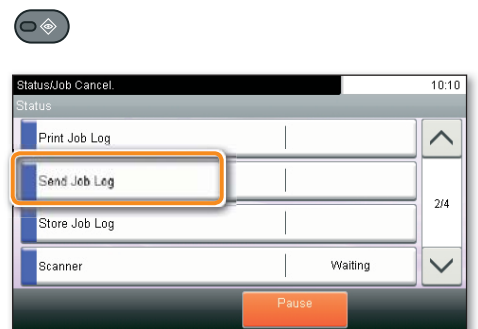 Status/Job Cancel. 10:10
Status
Print Job Log
Send Job Log
2/4
Store Job Log
Scanner Waiting
Pause